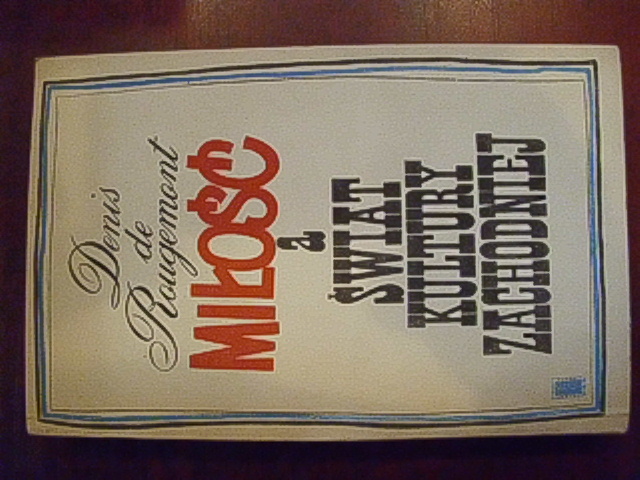 Denis
de
Rougemont
MIŁOŚĆ
a
ŚWIAT
KULTURY
ZACHODNIEJ